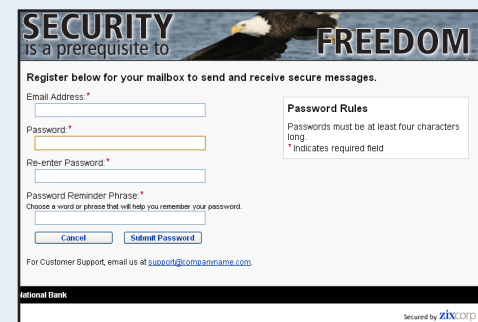 SECURITY
is a prerequisite to
FREEDOM
Register below for your mailbox to send and receive secure messages.
Email Address:*
Password:*
Re-enter Password:*
Password Reminder Phrase:*
Choose a word or phrase that will help you remember your password.
Cancel
Submit Password
For Customer Support, email us at support@companyname.com.
Password Rules
Passwords must be at least four characters
long.
* Indicates required field
National Bank
Secured by zixcorp